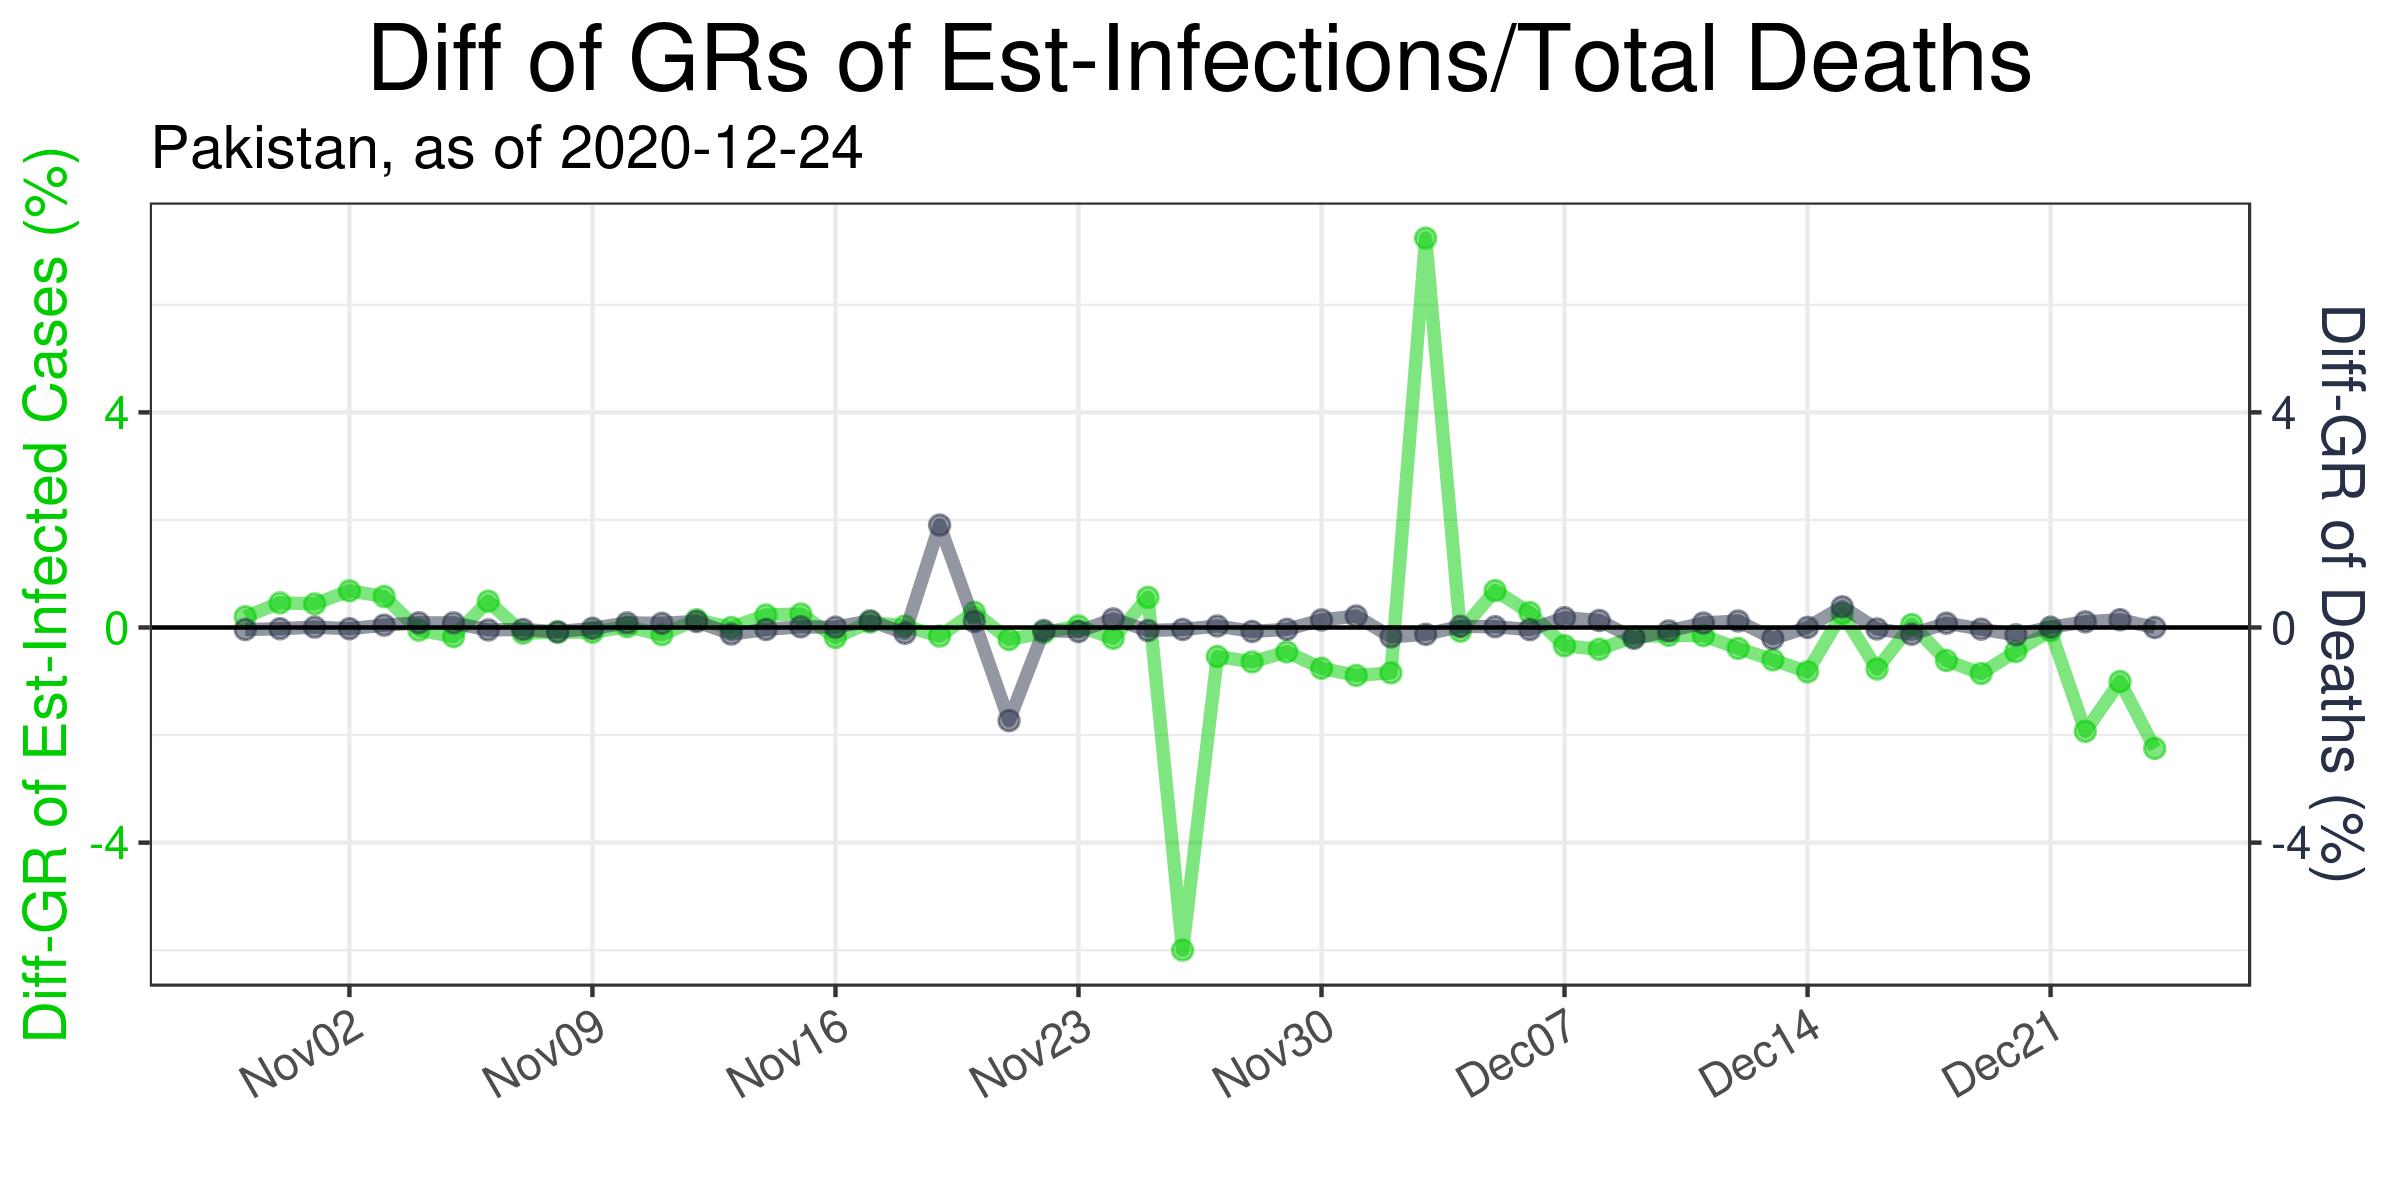 Diff of GRs of Est-Infections/Total Deaths
Pakistan, as of 2020-12-24
Diff-GR of Est-Infected Cases (%)
4
0
-4
4
0
-4
Diff-GR of Deaths (%)
Nov02
Nov09
Nov16
Nov23
Nov30
Dec07
Dec14
Dec21